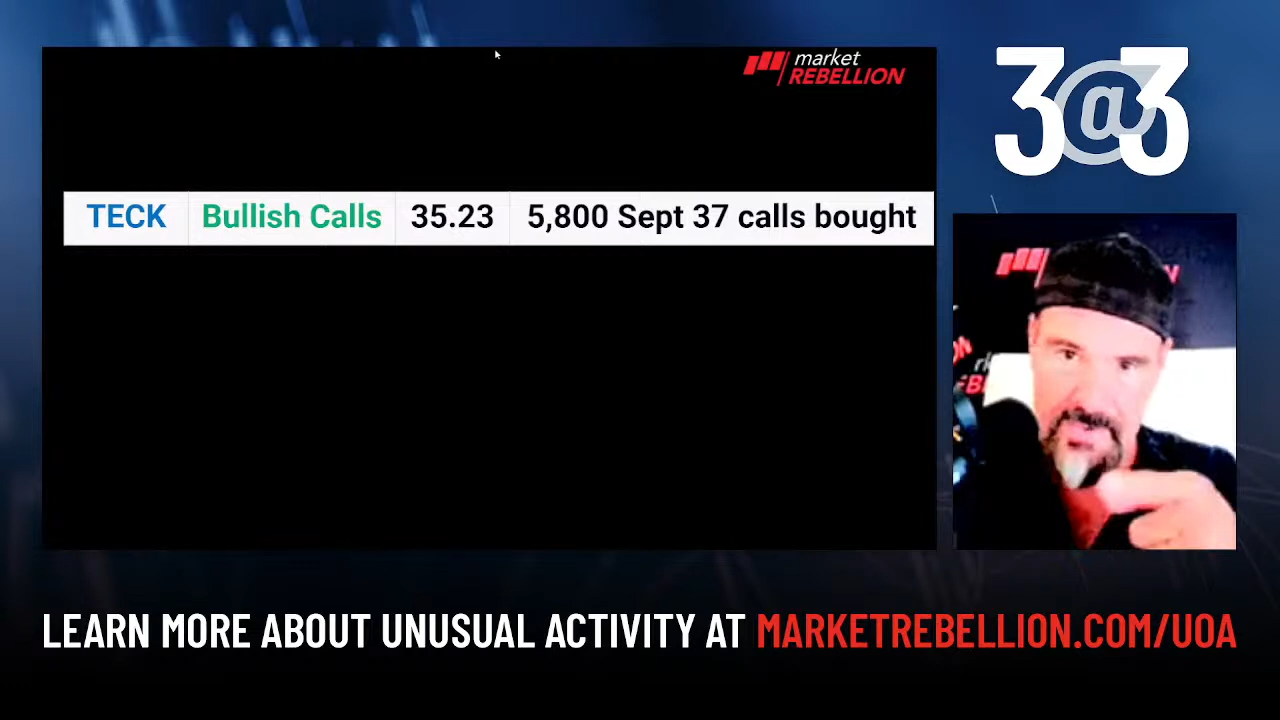 market
REBELLION
3@3
TECK Bullish Calls 35.23 5,800 Sept 37 calls bought
LEARN MORE ABOUT UNUSUAL ACTIVITY AT MARKETREBELLION.COM/UOA